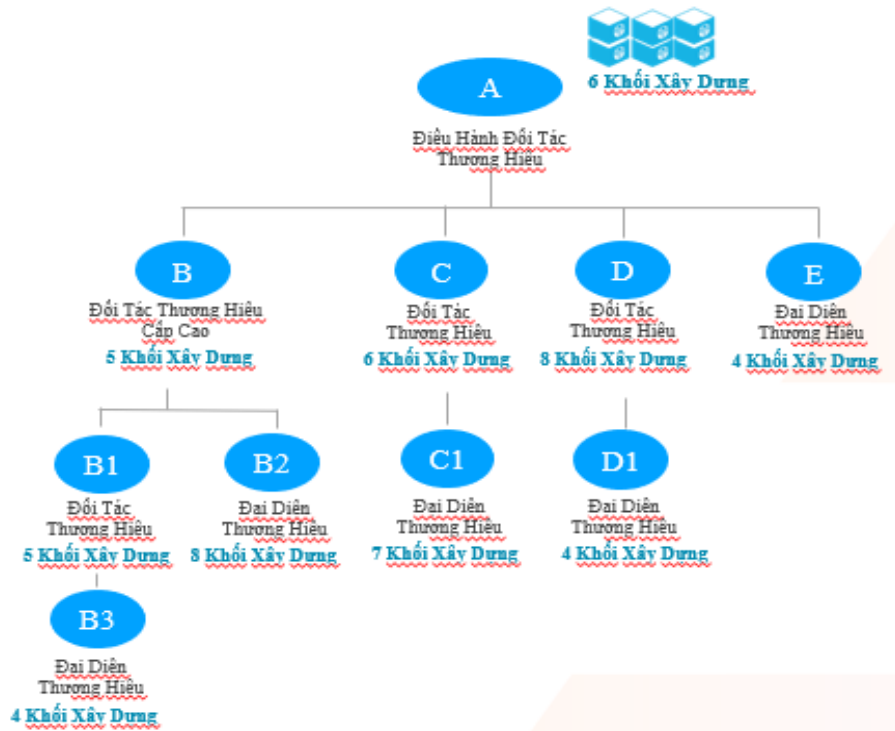 6 Khối Xây Dựng
A
Điều Hành Đối Tác
Thương Hiệu
B
Đối Tác Thương Hiệu
Cấp Cao
5 Khối Xây Dựng
C
Đối Tác
Thương Hiệu
6 Khối Xây Dựng
D
Đối Tác
Thương Hiệu
8 Khối Xây Dựng
E
Đại Diện
Thương Hiệu
4 Khối Xây Dựng
B1
Đối Tác
Thương Hiệu
5 Khối Xây Dựng
B2
Đại Diện
Thương Hiệu
8 Khối Xây Dựng
C1
Đại Diện
Thương Hiệu
7 Khối Xây Dựng
D1
Đại Diện
Thương Hiệu
4 Khối Xây Dựng
B3
Đại Diện
Thương Hiệu
4 Khối Xây Dựng